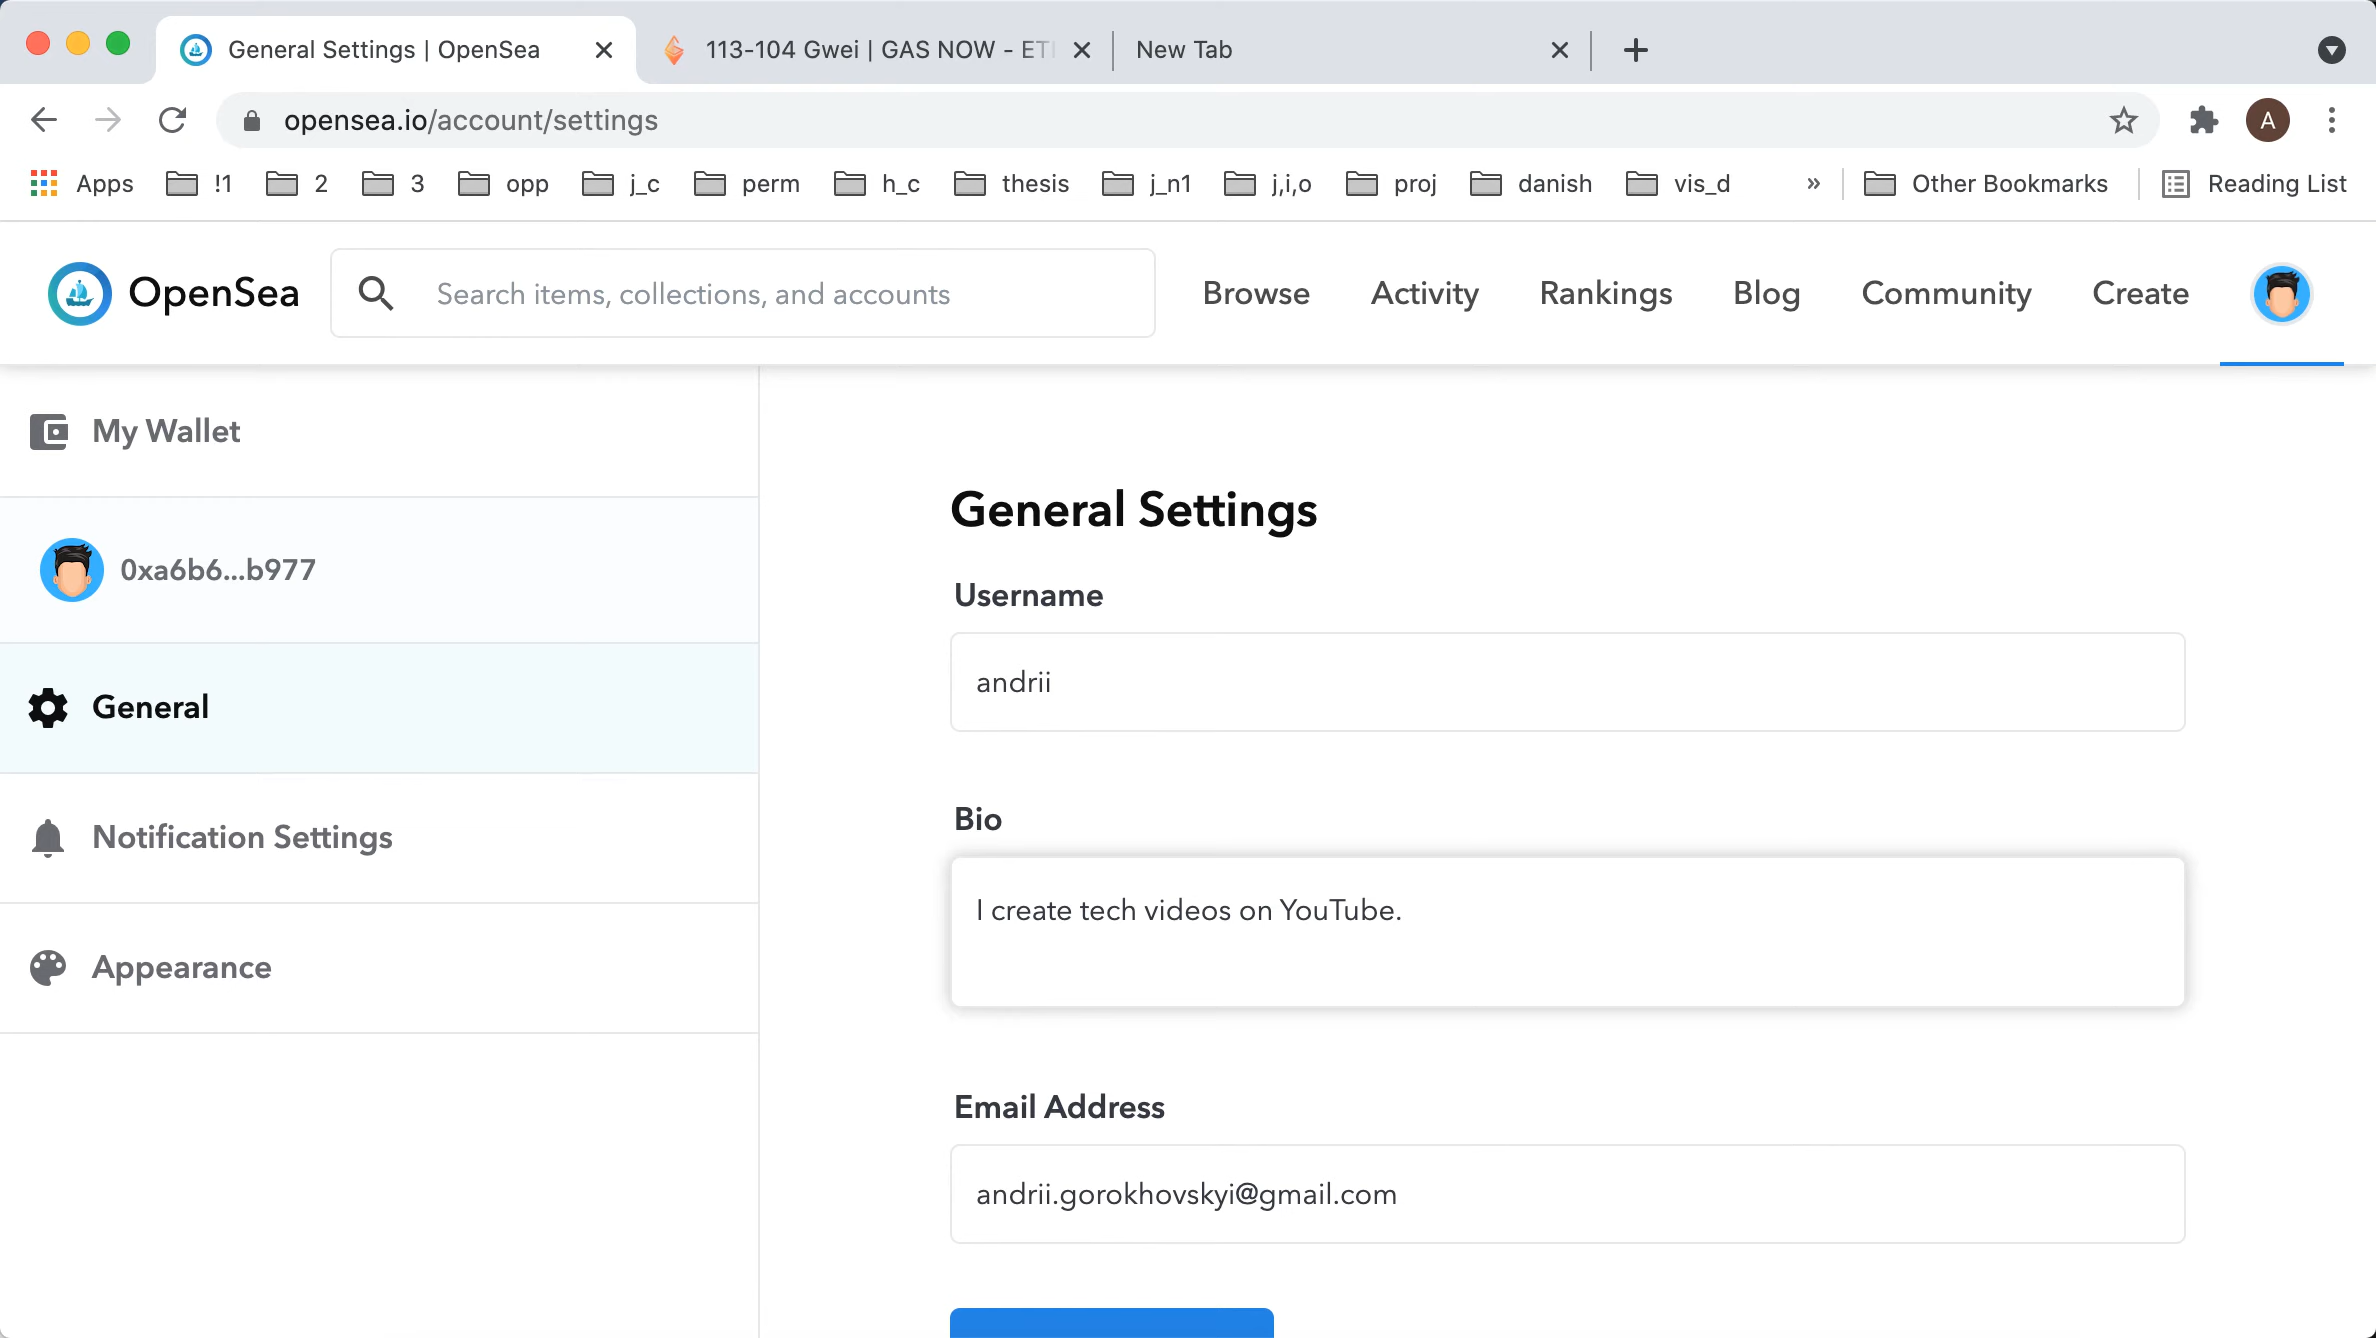 General Settings | OpenSea
113-104 Gwei | GAS NOW - ET
New Tab
opensea.io/account/settings
A
Apps
!1
2
3
opp
j_c
perm
h_c
thesis
j_n1
j,i,o
proj
danish
vis_d
»
Other Bookmarks
Reading List
OpenSea
Search items, collections, and accounts
Browse
Activity
Rankings
Blog
Community
Create
My Wallet
0xa6b6...b977
General
Notification Settings
Appearance
General Settings
Username
andrii
Bio
I create tech videos on YouTube.
Email Address
andrii.gorokhovskyi@gmail.com